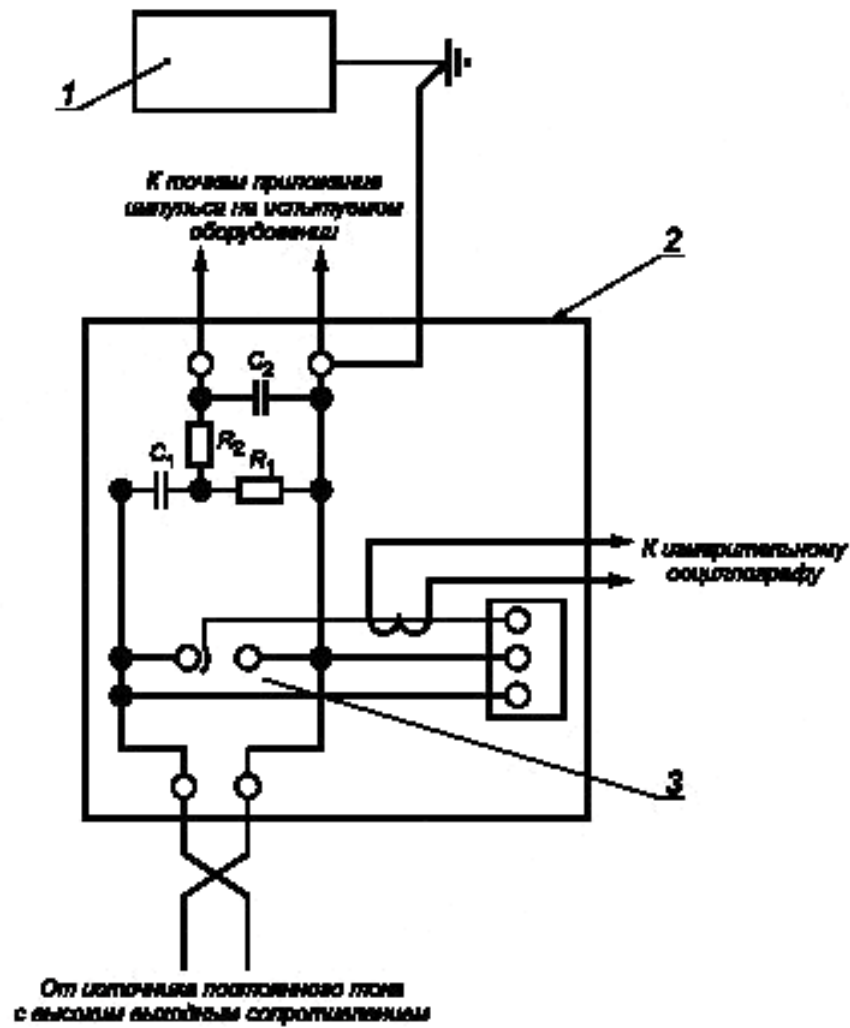 1
К точкам приложения
импульса на испытуемом
оборудовании
2
C2
R2
C1
R1
К измерительному
осциллографу
3
От источника постоянного тока
с высоким выходным сопротивлением